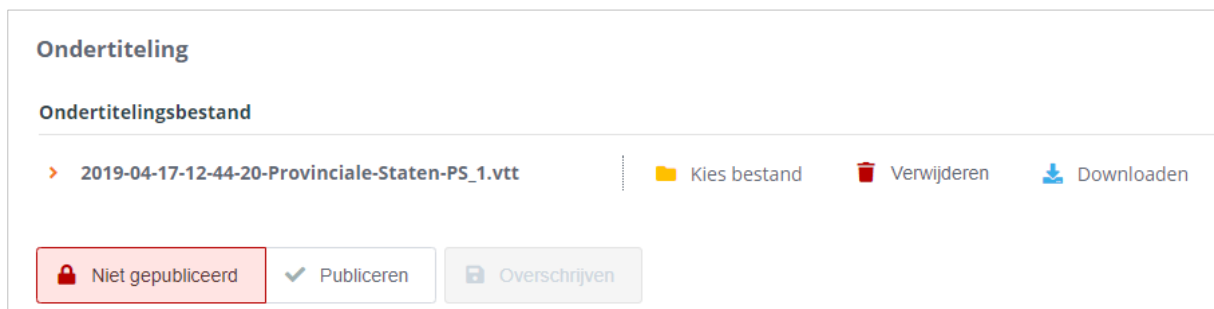 Ondertiteling
Ondertitelingsbestand
2019-04-17-12-44-20-Provinciale-Staten-PS_1.vtt Kies bestand Verwijderen Downloaden
Niet gepubliceerd Publiceren Overschrijven